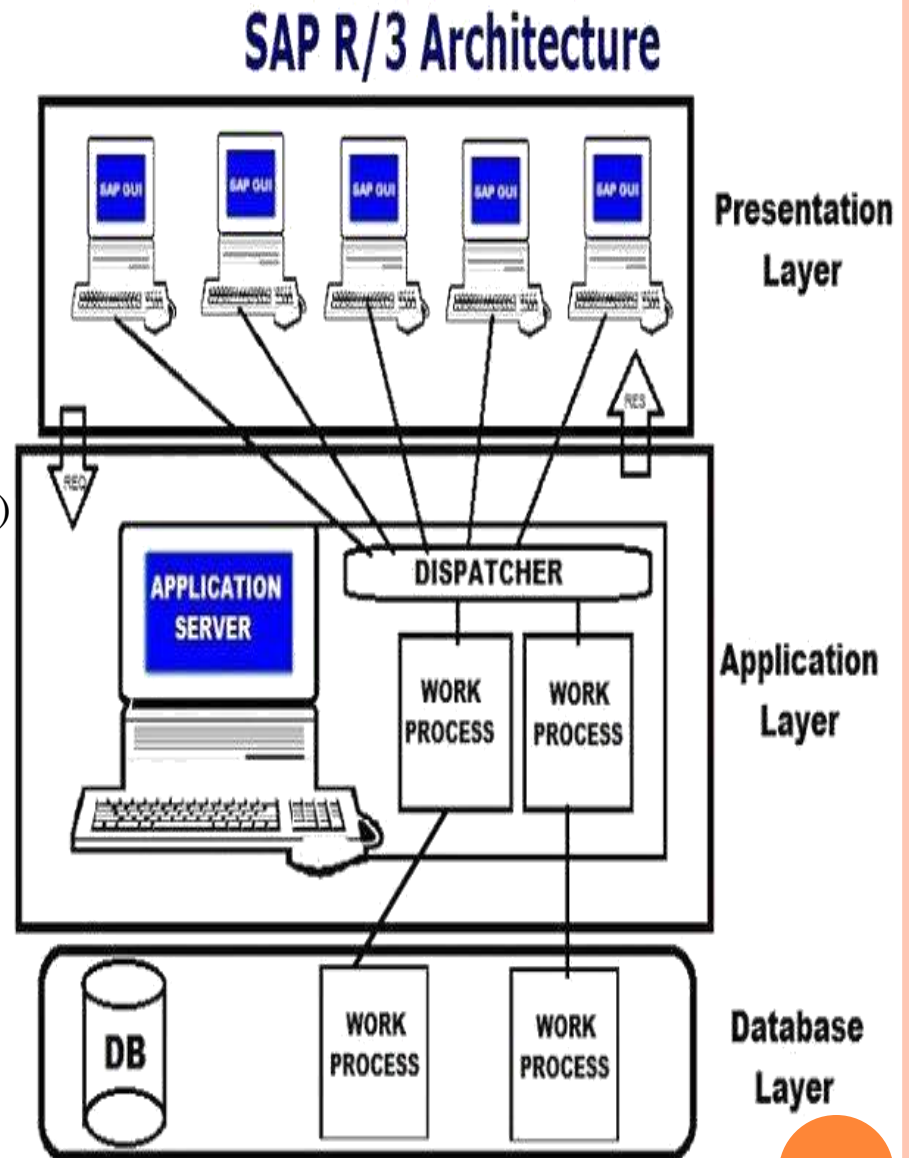 SAP R/3 Architecture
SAP GUI
SAP GUI
SAP GUI
SAP GUI
SAP GUI
Presentation
Layer
RES
REQ
)
DISPATCHER
APPLICATION
SERVER
WORK
PROCESS
WORK
PROCESS
Application
Layer
DB
WORK
PROCESS
WORK
PROCESS
Database
Layer